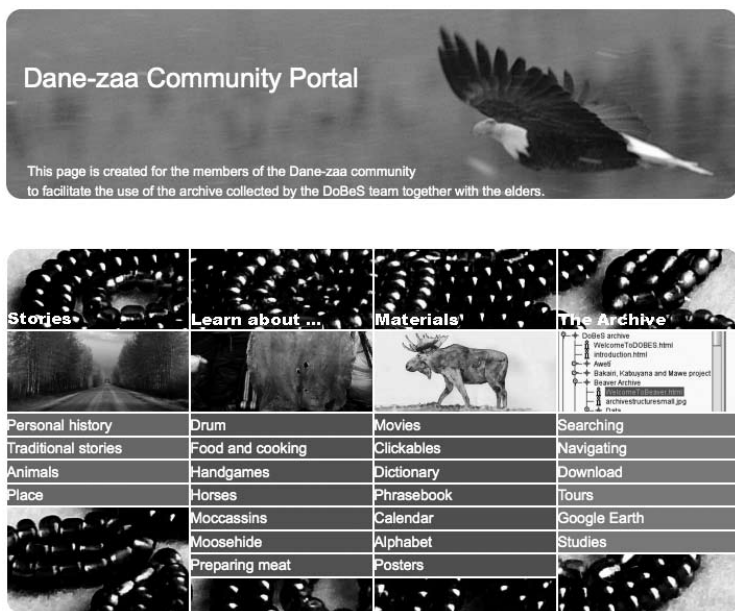 Dane-zaa Community Portal
This page is created for the members of the Dane-zaa community
to facilitate the use of the archive collected by the DoBeS team together with the elders.
Stories
Learn about ...
Materials
The Archive
DoBeS archive
WelcomeToDOBES.html
introduction.html
Aweti
Bakairi, Kabuyana and Mawe project
Beaver Archive
WelcomeToBeaver.html
archivestructuresmall.jpg
Data
Personal history
Traditional stories
Animals
Place
Drum
Food and cooking
Handgames
Horses
Moccassins
Moosehide
Preparing meat
Movies
Clickables
Dictionary
Phrasebook
Calendar
Alphabet
Posters
Searching
Navigating
Download
Tours
Google Earth
Studies